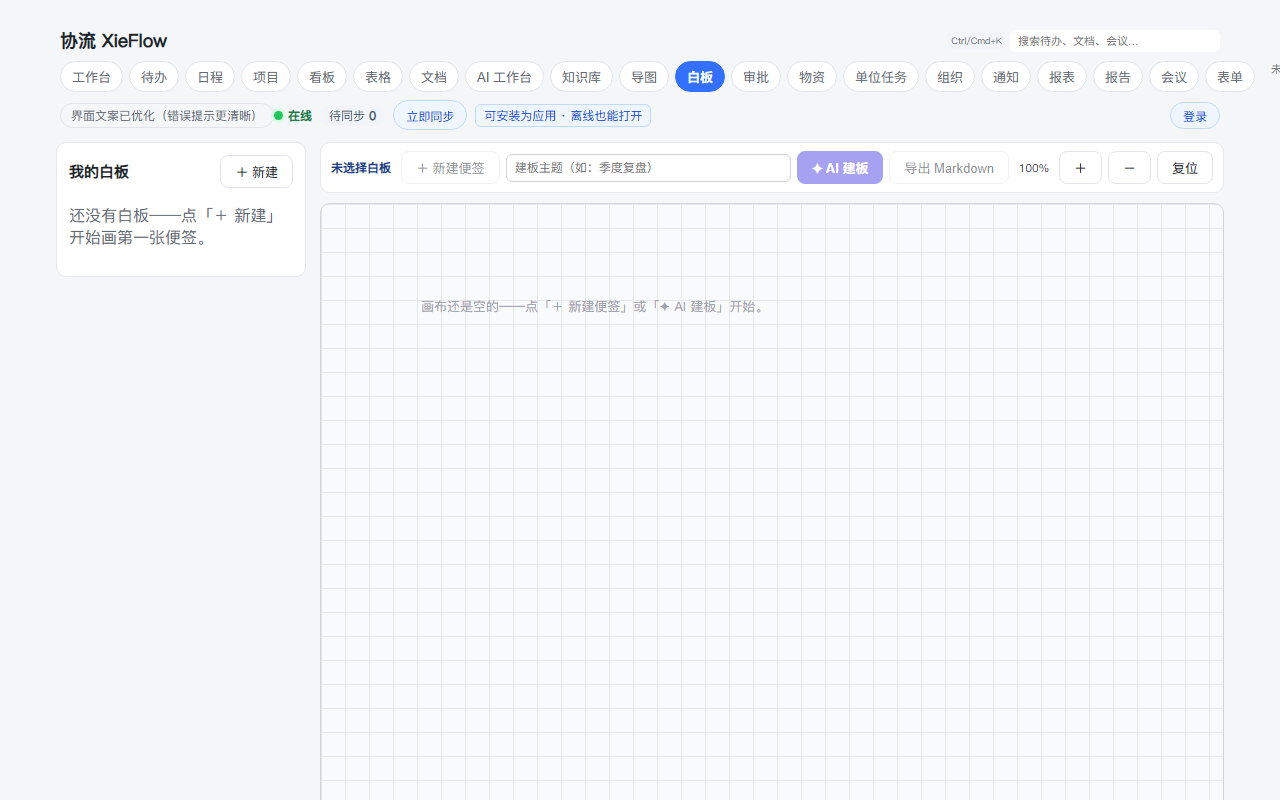 协流 XieFlow
Ctrl/Cmd+K 搜索待办、文档、会议...
工作台 待办 日程 项目 看板 表格 文档 AI 工作台 知识库 导图 白板 审批 物资 单位任务 组织 通知 报表 报告 会议 表单 未
界面文案已优化（错误提示更清晰） 在线 待同步 0 立即同步 可安装为应用 · 离线也能打开 登录
我的白板 ＋ 新建
还没有白板——点「＋ 新建」
开始画第一张便签。
未选择白板 ＋ 新建便签 建板主题（如：季度复盘） ✦ AI 建板 导出 Markdown 100% ＋ － 复位
画布还是空的——点「＋ 新建便签」或「✦ AI 建板」开始。